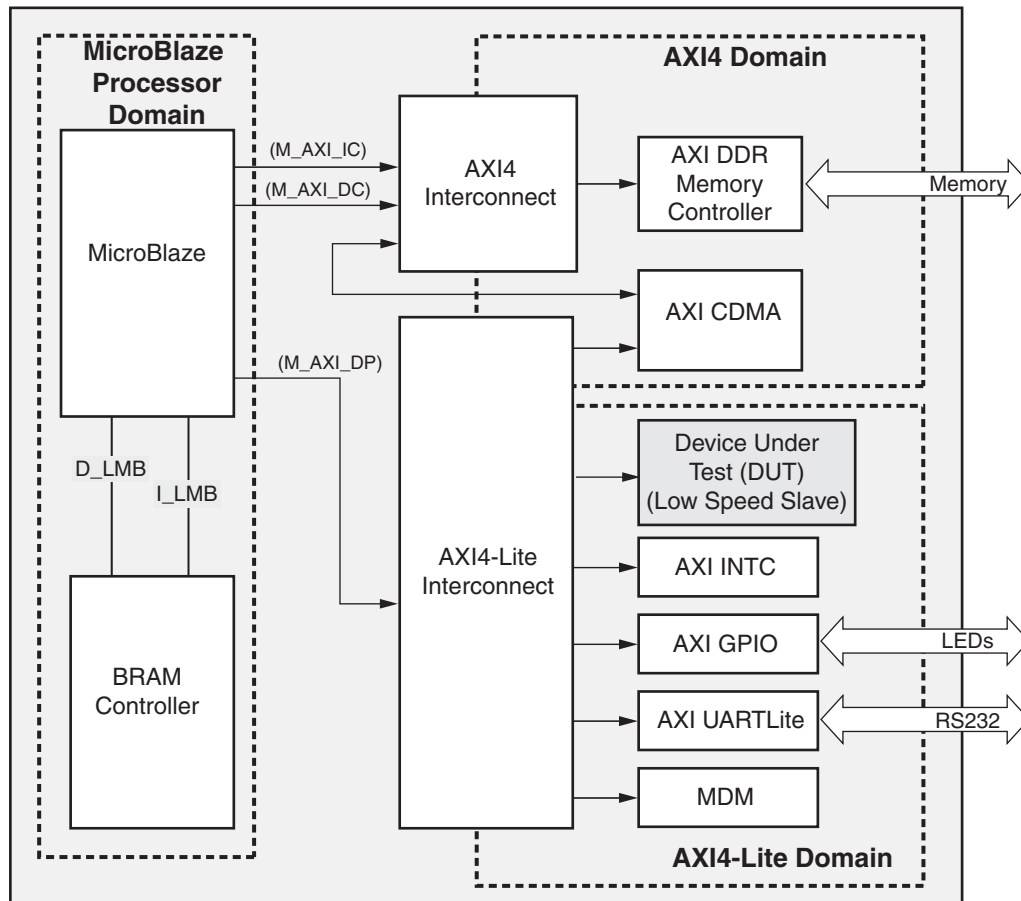 MicroBlaze
Processor
Domain
MicroBlaze
D_LMB
I_LMB
BRAM
Controller
(M_AXI_IC)
(M_AXI_DC)
(M_AXI_DP)
AXI4
Interconnect
AXI4-Lite
Interconnect
AXI4 Domain
AXI DDR
Memory
Controller
Memory
AXI CDMA
Device Under
Test (DUT)
(Low Speed Slave)
AXI INTC
AXI GPIO
LEDs
AXI UARTLite
RS232
MDM
AXI4-Lite Domain